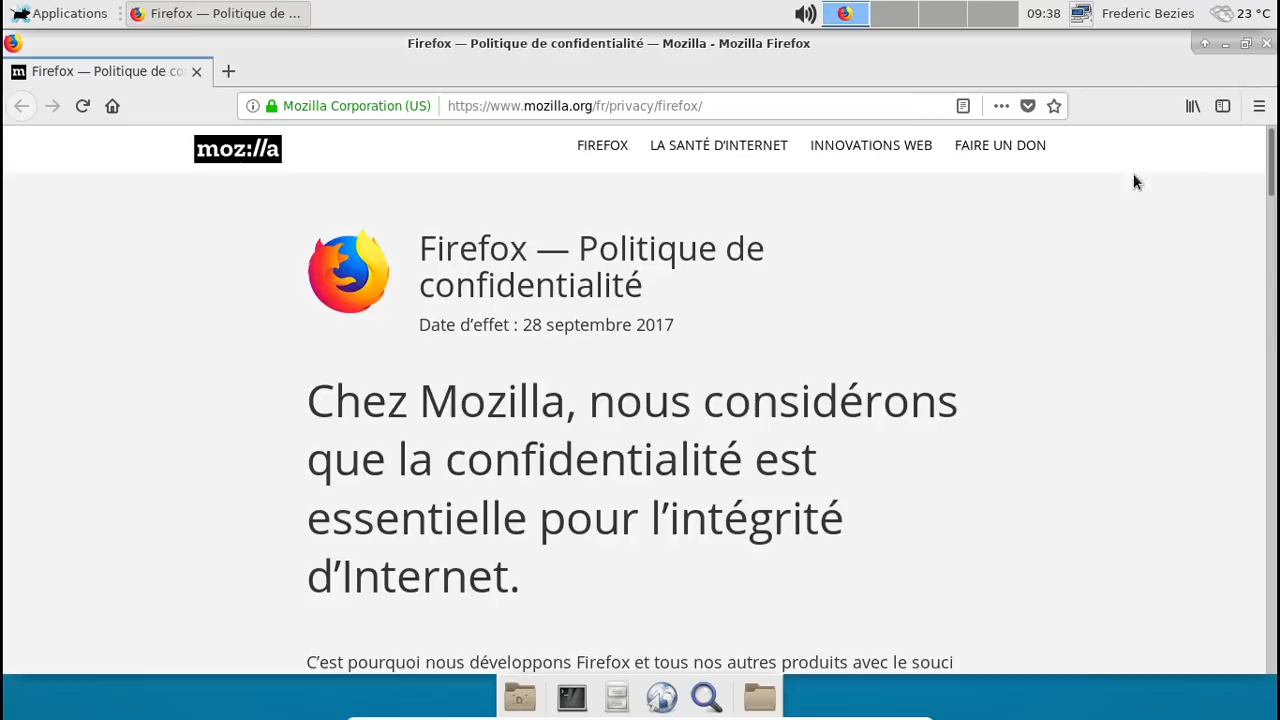 Applications
Firefox — Politique de ...
09:38
Frederic Bezies
23 °C
Firefox — Politique de confidentialité — Mozilla - Mozilla Firefox
m
Firefox — Politique de co
Mozilla Corporation (US)
https://www.mozilla.org/fr/privacy/firefox/
moz://a
FIREFOX
LA SANTÉ D’INTERNET
INNOVATIONS WEB
FAIRE UN DON
Firefox — Politique de
confidentialité
Date d’effet : 28 septembre 2017
Chez Mozilla, nous considérons
que la confidentialité est
essentielle pour l’intégrité
d’Internet.
C’est pourquoi nous développons Firefox et tous nos autres produits avec le souci